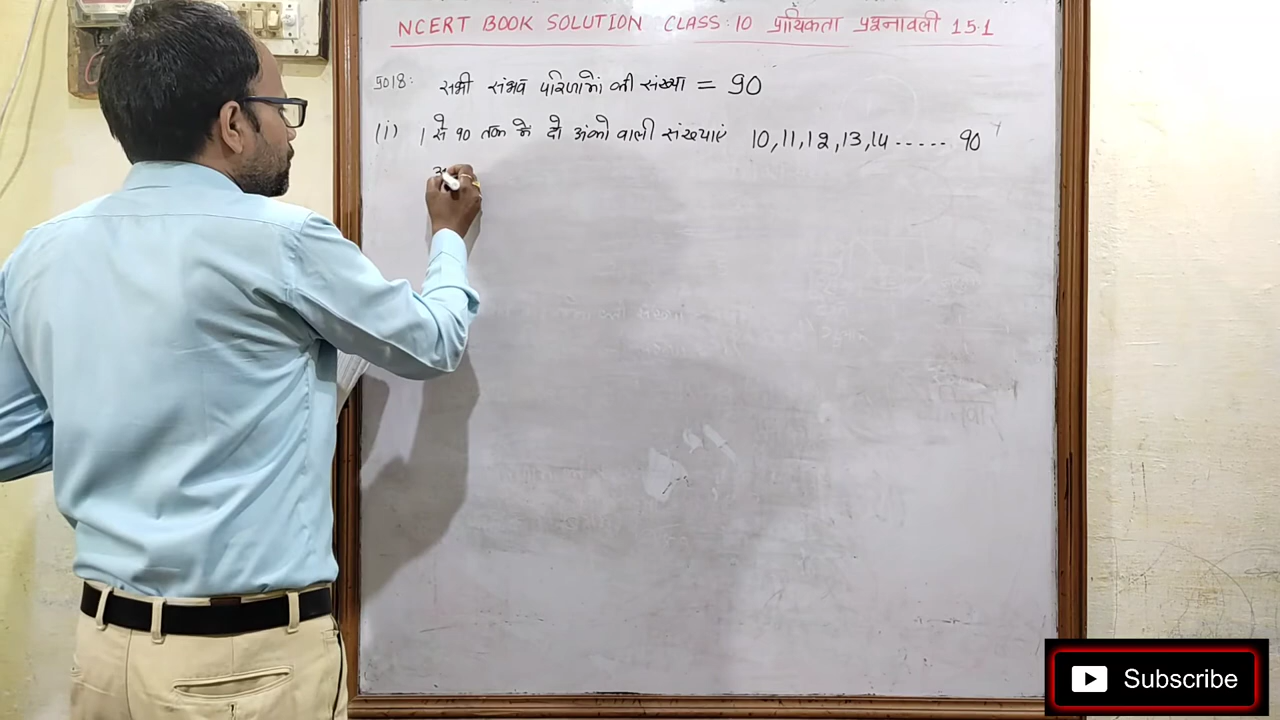 NCERT BOOK SOLUTION CLASS:10 प्रायिकता प्रश्नावली 15.1
प्र018: सभी संभव परिणामों की संख्या = 90
(i) 1 से 90 तक में दो अंको वाली संख्याएं 10,11,12,13,14 ----- 90
Subscribe